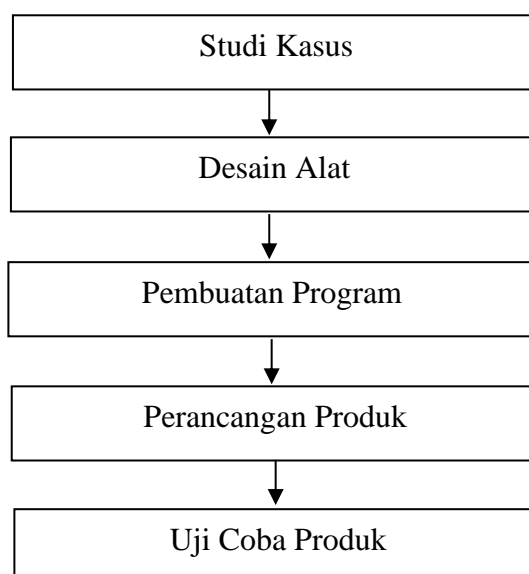 Studi Kasus
Desain Alat
Pembuatan Program
Perancangan Produk
Uji Coba Produk